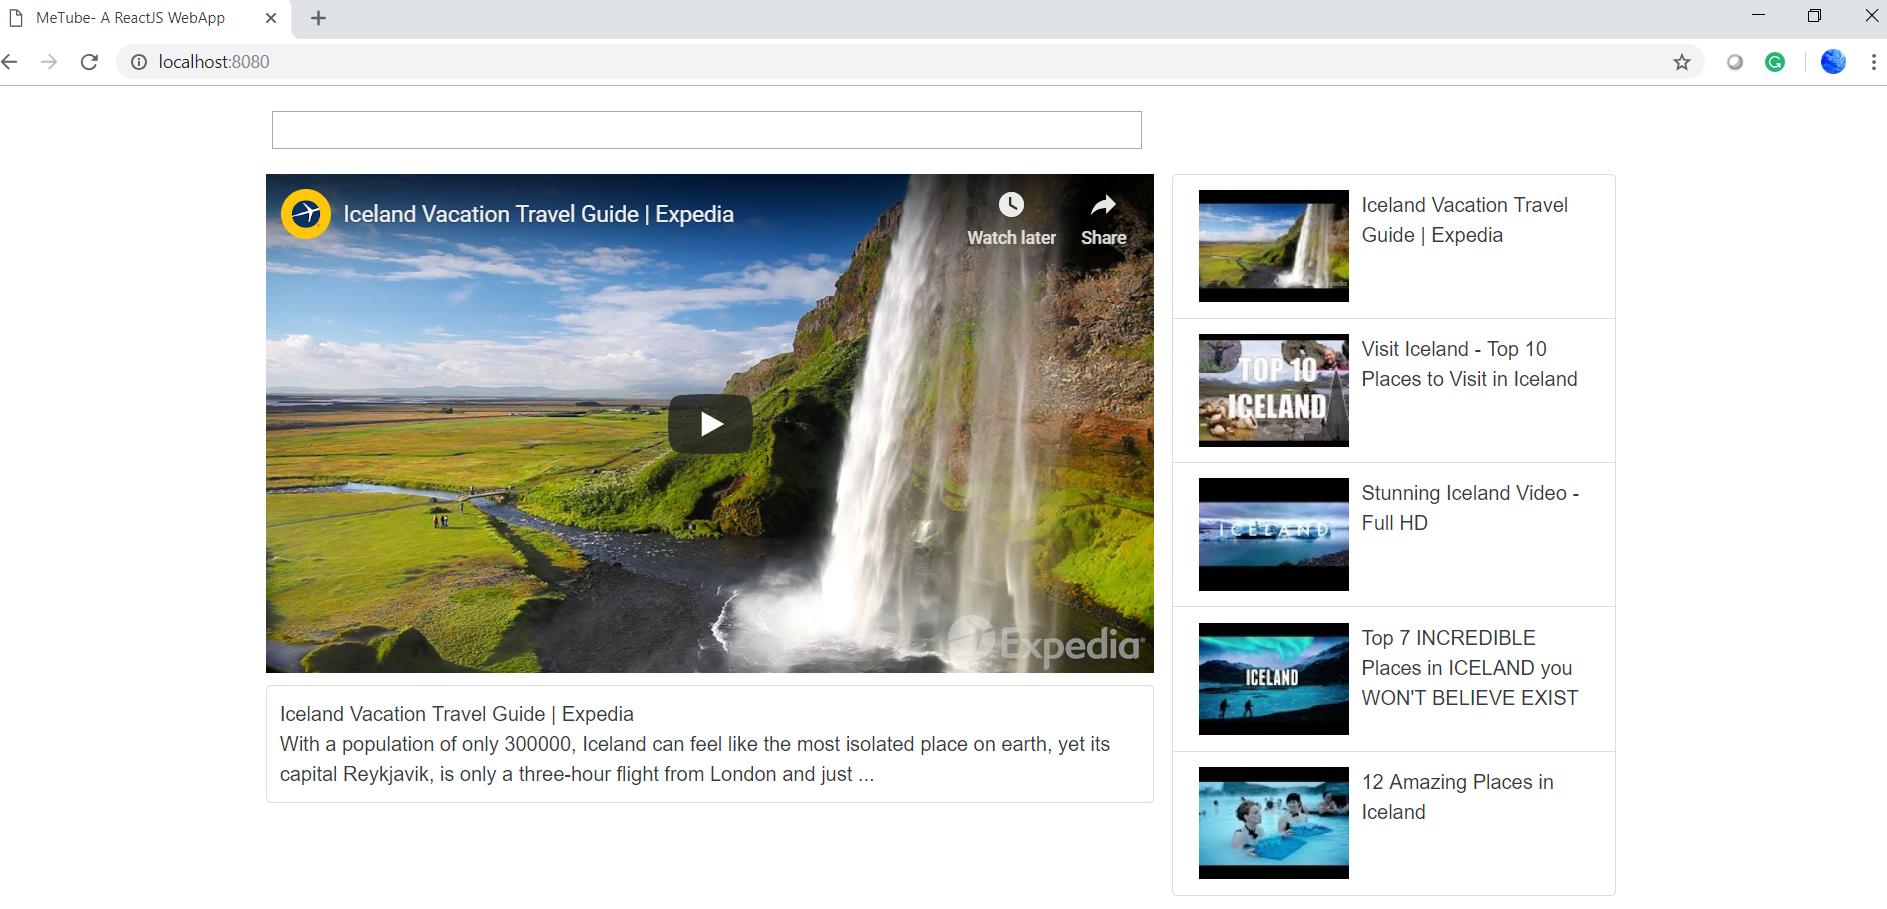 MeTube- A ReactJS WebApp
localhost:8080
Iceland Vacation Travel Guide | Expedia
Watch later
Share
Expedia
Iceland Vacation Travel Guide | Expedia
With a population of only 300000, Iceland can feel like the most isolated place on earth, yet its
capital Reykjavik, is only a three-hour flight from London and just ...
Iceland Vacation Travel
Guide | Expedia
TOP 10
ICELAND
Visit Iceland - Top 10
Places to Visit in Iceland
ICELAND
Stunning Iceland Video -
Full HD
ICELAND
Top 7 INCREDIBLE
Places in ICELAND you
WON'T BELIEVE EXIST
12 Amazing Places in
Iceland